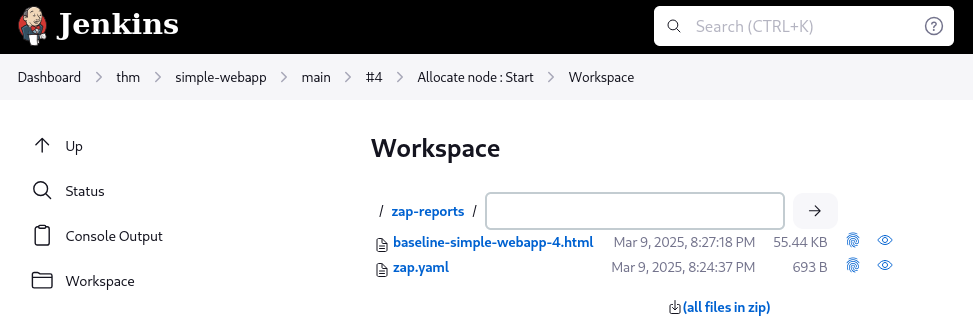 Jenkins
Search (CTRL+K)
Dashboard > thm > simple-webapp > main > #4 > Allocate node : Start > Workspace
Up
Status
Console Output
Workspace
Workspace
/ zap-reports /
baseline-simple-webapp-4.html Mar 9, 2025, 8:27:18 PM 55.44 KB
zap.yaml Mar 9, 2025, 8:24:37 PM 693 B
(all files in zip)